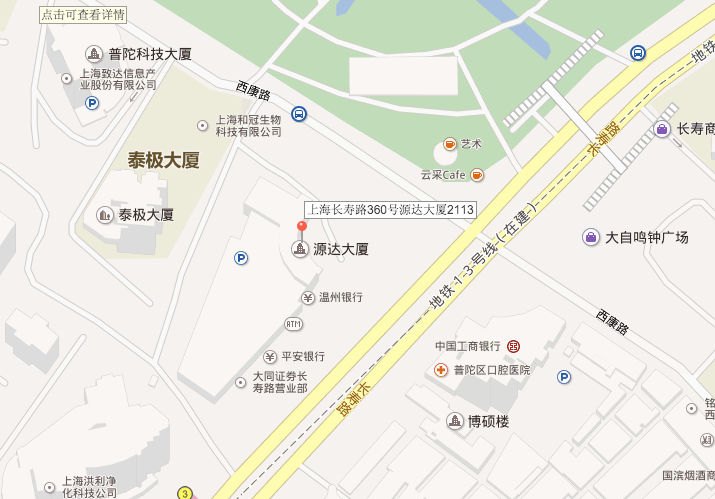 点击可查看详情
普陀科技大厦
上海致达信息产
业股份有限公司
P
西康路
上海和冠生物
科技有限公司
泰极大厦
泰极大厦
艺术
云采Cafe
长寿路
长寿商
地铁
上海长寿路360号源达大厦2113
源达大厦
P
大自鸣钟广场
地铁-1-3-号线-(-在建-)
温州银行
ATM
西康路
平安银行
中国工商银行
普陀区口腔医院
P
大同证券长
寿路营业部
长寿路
博硕楼
铭
西
国滨烟酒商
上海洪利净
化科技公司
3